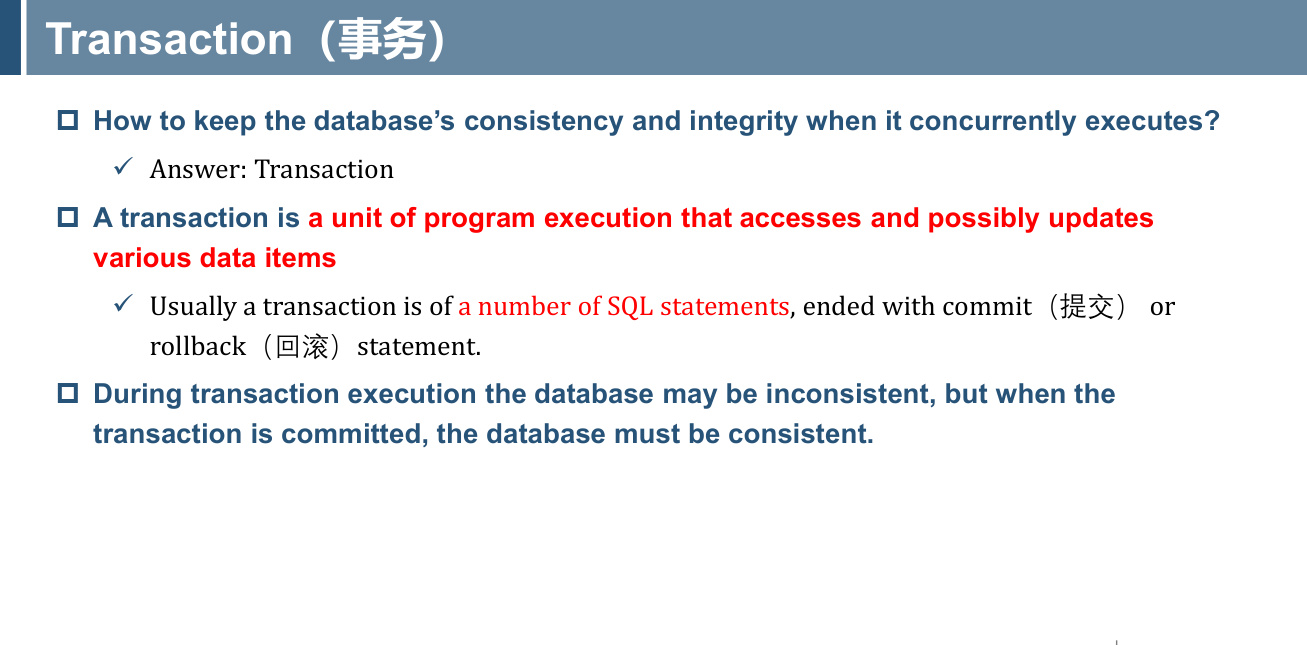 Transaction（事务）
How to keep the database’s consistency and integrity when it concurrently executes?
Answer: Transaction
A transaction is a unit of program execution that accesses and possibly updates
various data items
Usually a transaction is of a number of SQL statements, ended with commit（提交） or
rollback（回滚）statement.
During transaction execution the database may be inconsistent, but when the
transaction is committed, the database must be consistent.